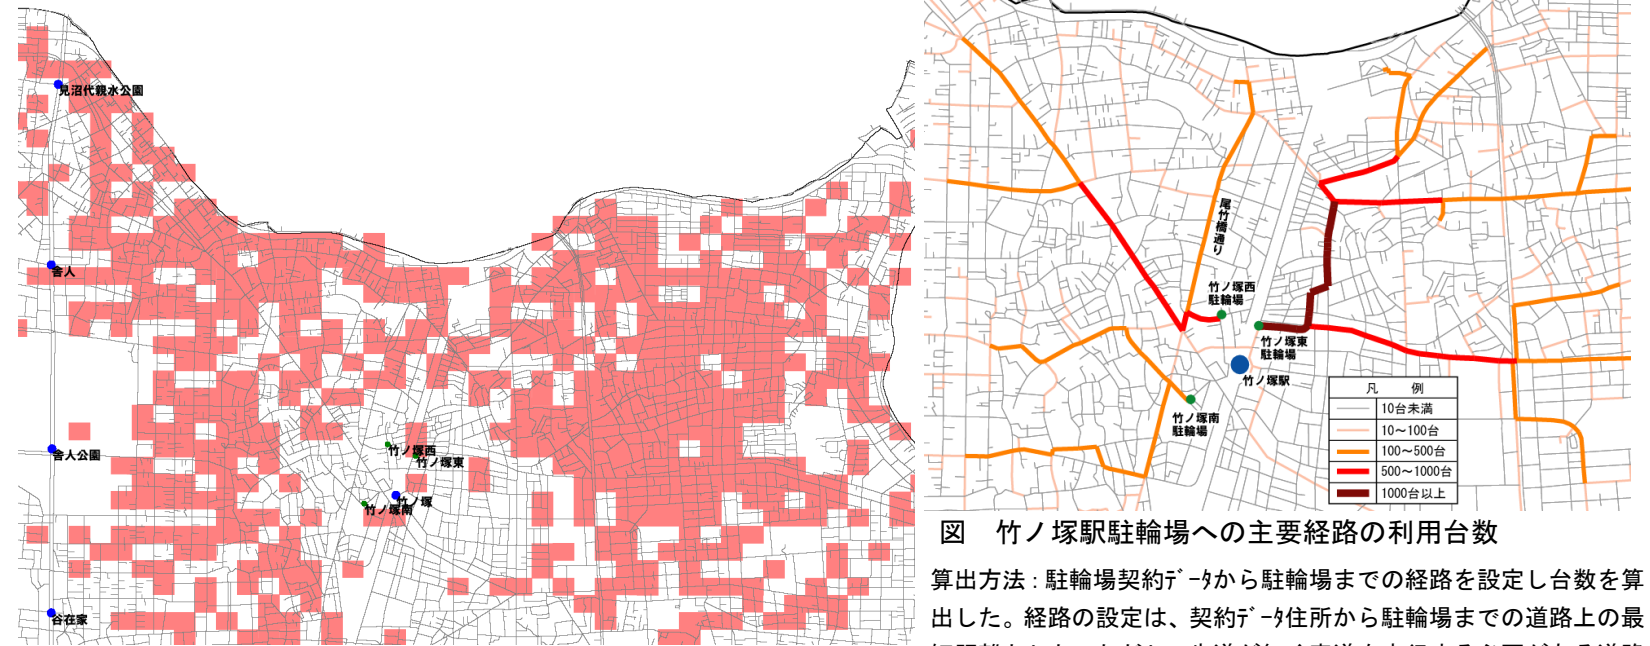 見沼代親水公園
舎人
舎人公園
谷在家
竹ノ塚西
竹ノ塚東
竹ノ塚
竹ノ塚南
尾竹橋通り
竹ノ塚西
駐輪場
竹ノ塚東
駐輪場
竹ノ塚駅
竹ノ塚南
駐輪場
凡 例
10台未満
10～100台
100～500台
500～1000台
1000台以上
図 竹ノ塚駅駐輪場への主要経路の利用台数
算出方法：駐輪場契約ﾃﾞｰﾀから駐輪場までの経路を設定し台数を算
出した。経路の設定は、契約ﾃﾞｰﾀ住所から駐輪場までの道路上の最